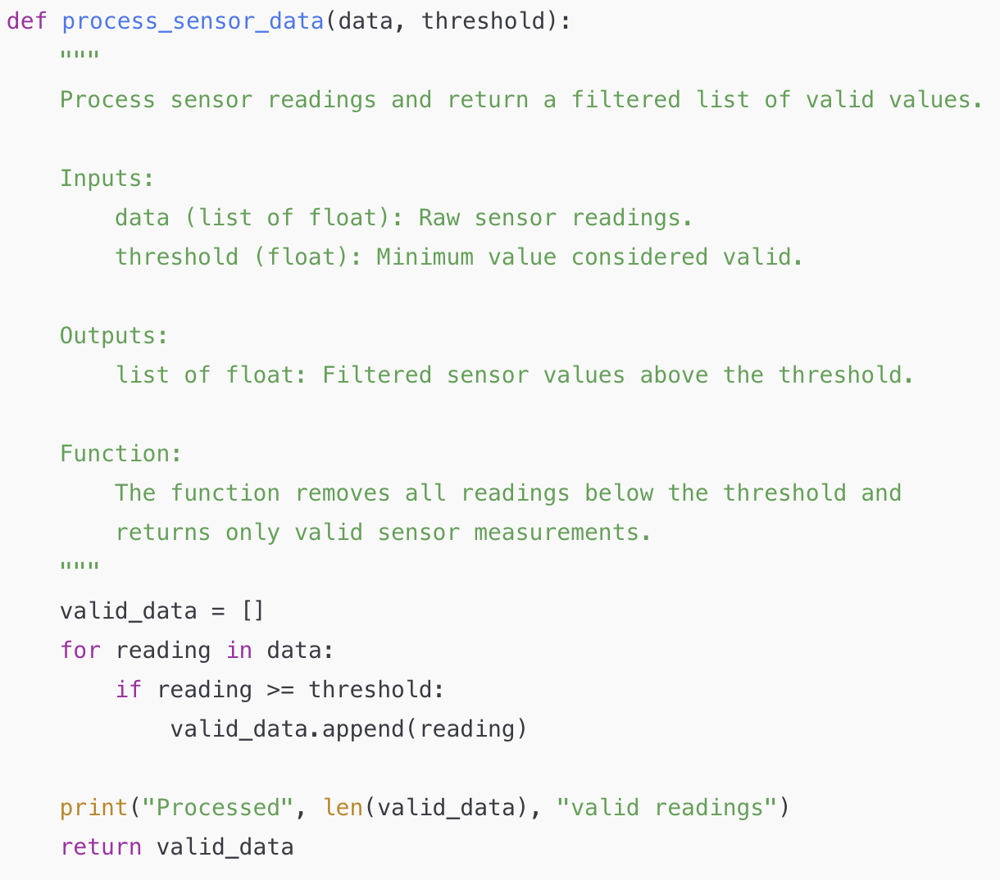 def process_sensor_data(data, threshold):
    """
    Process sensor readings and return a filtered list of valid values.

    Inputs:
        data (list of float): Raw sensor readings.
        threshold (float): Minimum value considered valid.

    Outputs:
        list of float: Filtered sensor values above the threshold.

    Function:
        The function removes all readings below the threshold and
        returns only valid sensor measurements.
    """
    valid_data = []
    for reading in data:
        if reading >= threshold:
            valid_data.append(reading)

    print("Processed", len(valid_data), "valid readings")
    return valid_data